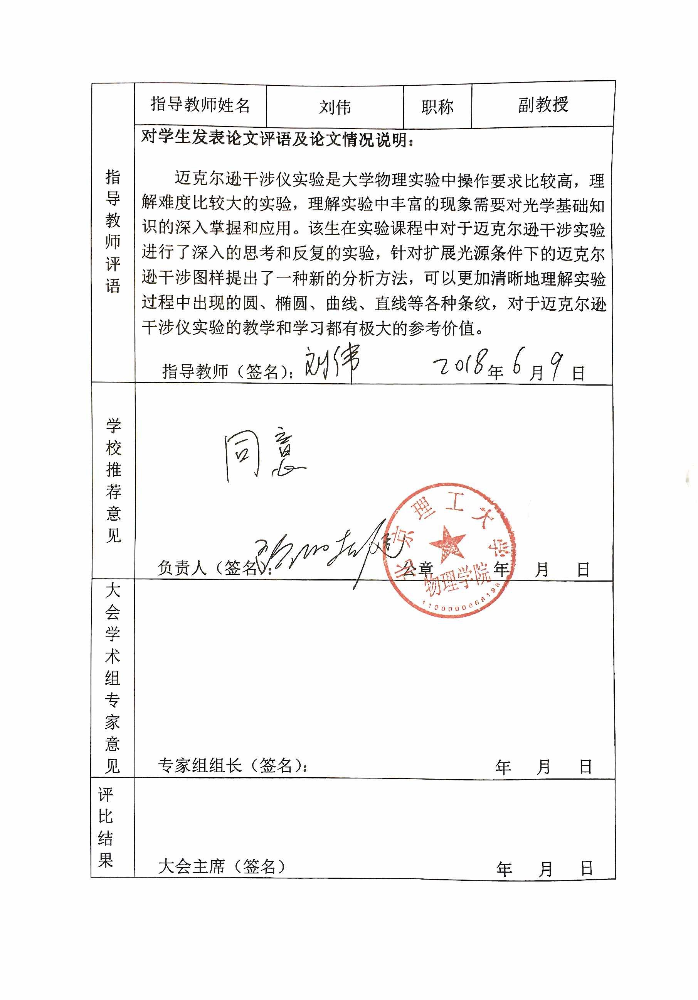 指导教师姓名 刘伟 职称 副教授
指导教师评语
对学生发表论文评语及论文情况说明：
迈克尔逊干涉仪实验是大学物理实验中操作要求比较高，理
解难度比较大的实验，理解实验中丰富的现象需要对光学基础知
识的深入掌握和应用。该生在实验课程中对于迈克尔逊干涉实验
进行了深入的思考和反复的实验，针对扩展光源条件下的迈克尔
逊干涉图样提出了一种新的分析方法，可以更加清晰地理解实验
过程中出现的圆、椭圆、曲线、直线等各种条纹，对于迈克尔逊
干涉仪实验的教学和学习都有极大的参考价值。
指导教师（签名）：刘伟 2018年6月9日
学校推荐意见
同意
负责人（签名）： 公章 年 月 日
北京理工大学
物理学院
1100000068198
大会学术组专家意见
专家组组长（签名）： 年 月 日
评比结果
大会主席（签名） 年 月 日